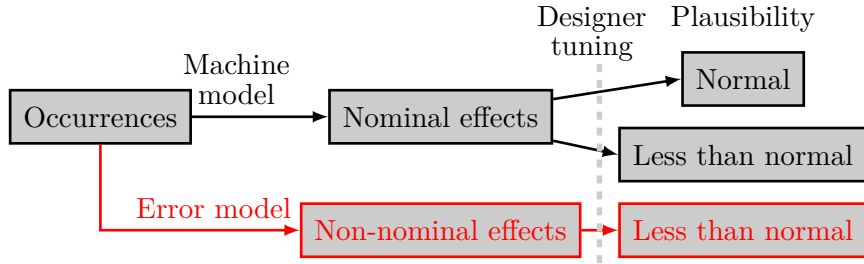 Designer
tuning
Plausibility
Machine
model
Normal
Occurrences
Nominal effects
Less than normal
Error model
Non-nominal effects
Less than normal